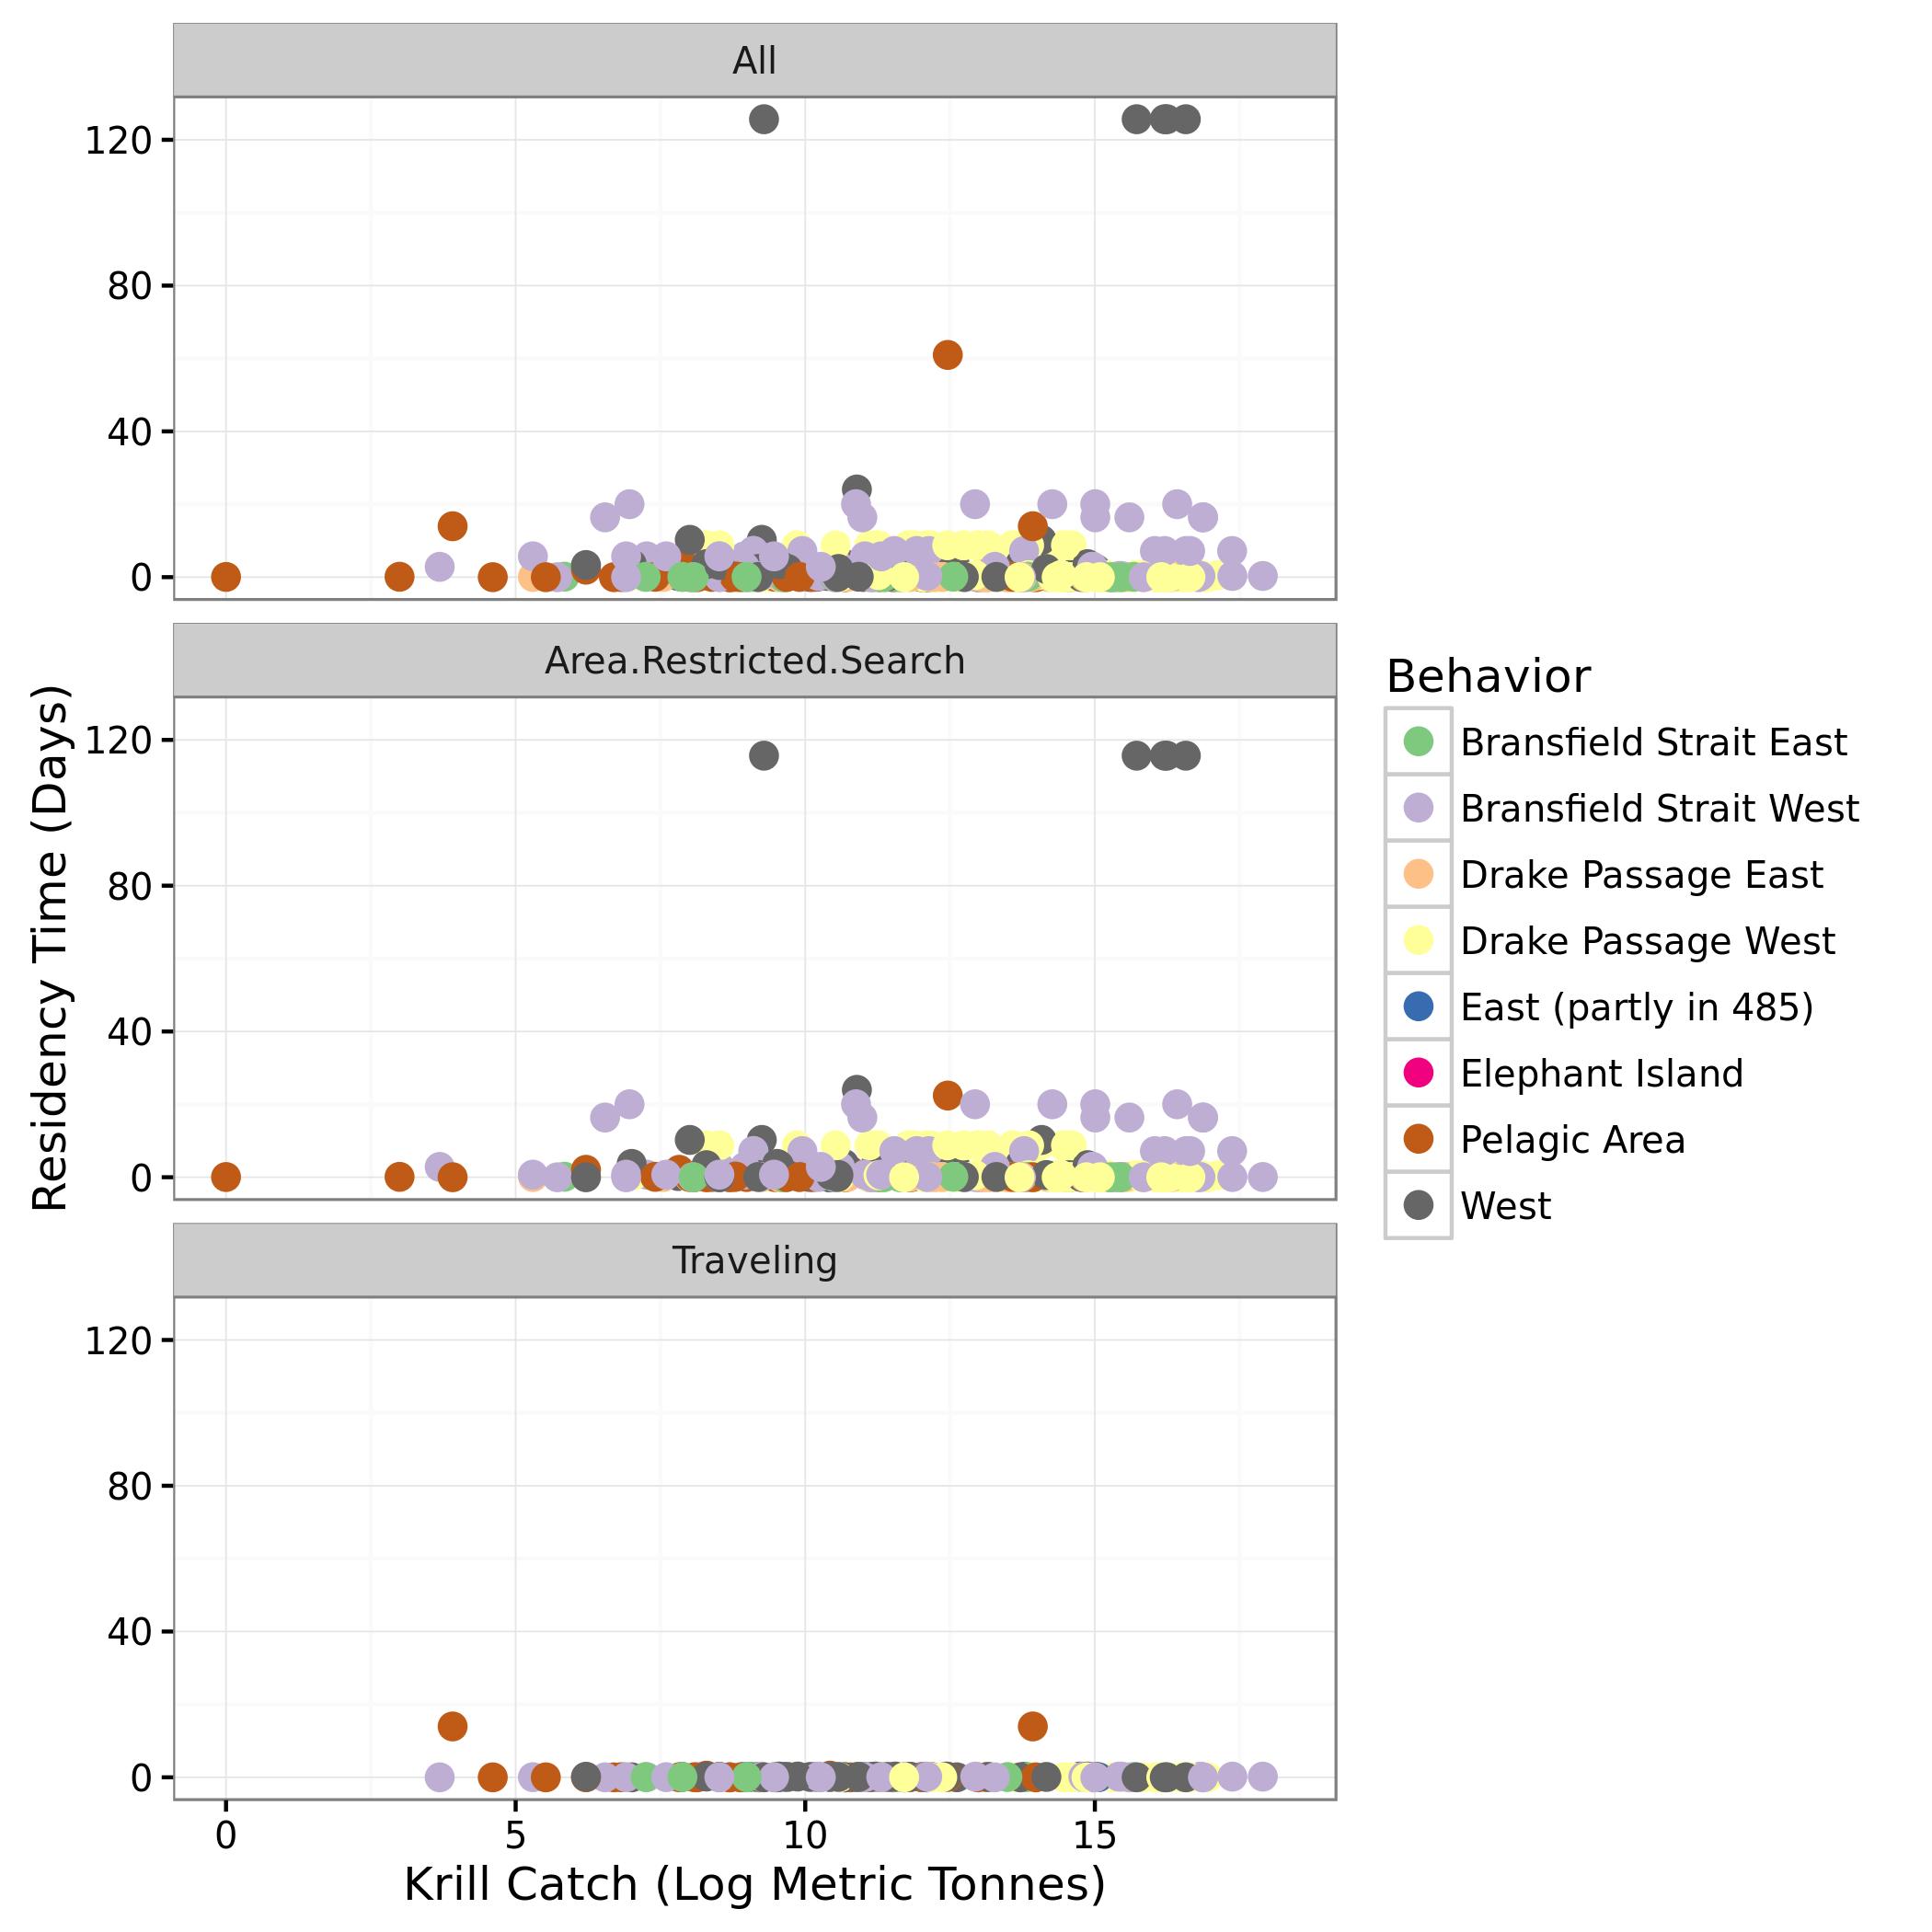 All
120
80
40
0
Area.Restricted.Search
120
80
40
0
Traveling
120
80
40
0
0 5 10 15
Krill Catch (Log Metric Tonnes)
Residency Time (Days)
Behavior
Bransfield Strait East
Bransfield Strait West
Drake Passage East
Drake Passage West
East (partly in 485)
Elephant Island
Pelagic Area
West